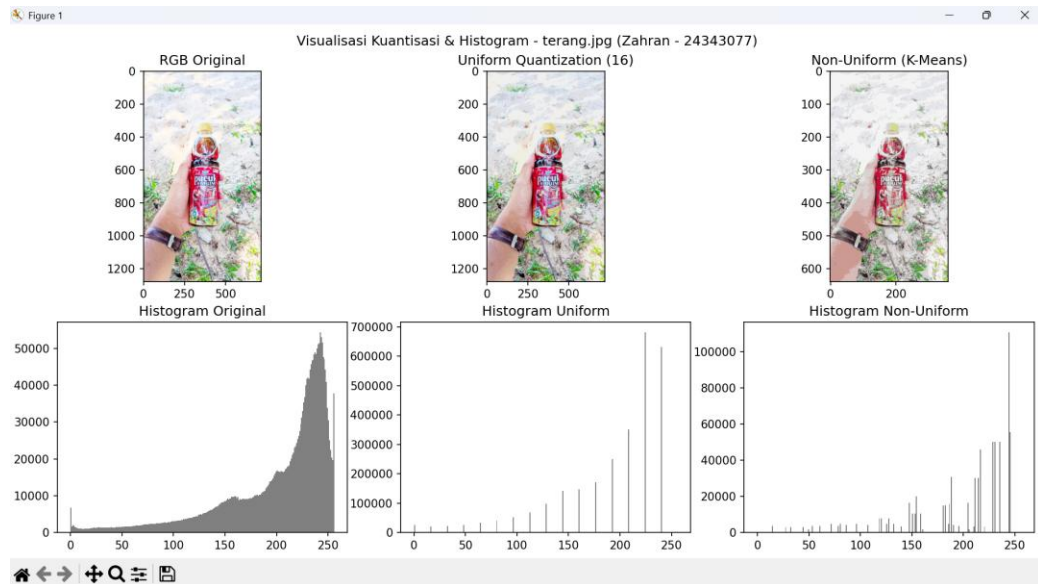 Figure 1
Visualisasi Kuantisasi & Histogram - terang.jpg (Zahran - 24343077)
RGB Original
Uniform Quantization (16)
Non-Uniform (K-Means)
0
200
400
600
800
1000
1200
0 250 500
0
200
400
600
800
1000
1200
0 250 500
0
100
200
300
400
500
600
0 200
pucuk
pucuk
pucuk
Histogram Original
Histogram Uniform
Histogram Non-Uniform
50000
40000
30000
20000
10000
0
0 50 100 150 200 250
700000
600000
500000
400000
300000
200000
100000
0
0 50 100 150 200 250
100000
80000
60000
40000
20000
0
0 50 100 150 200 250